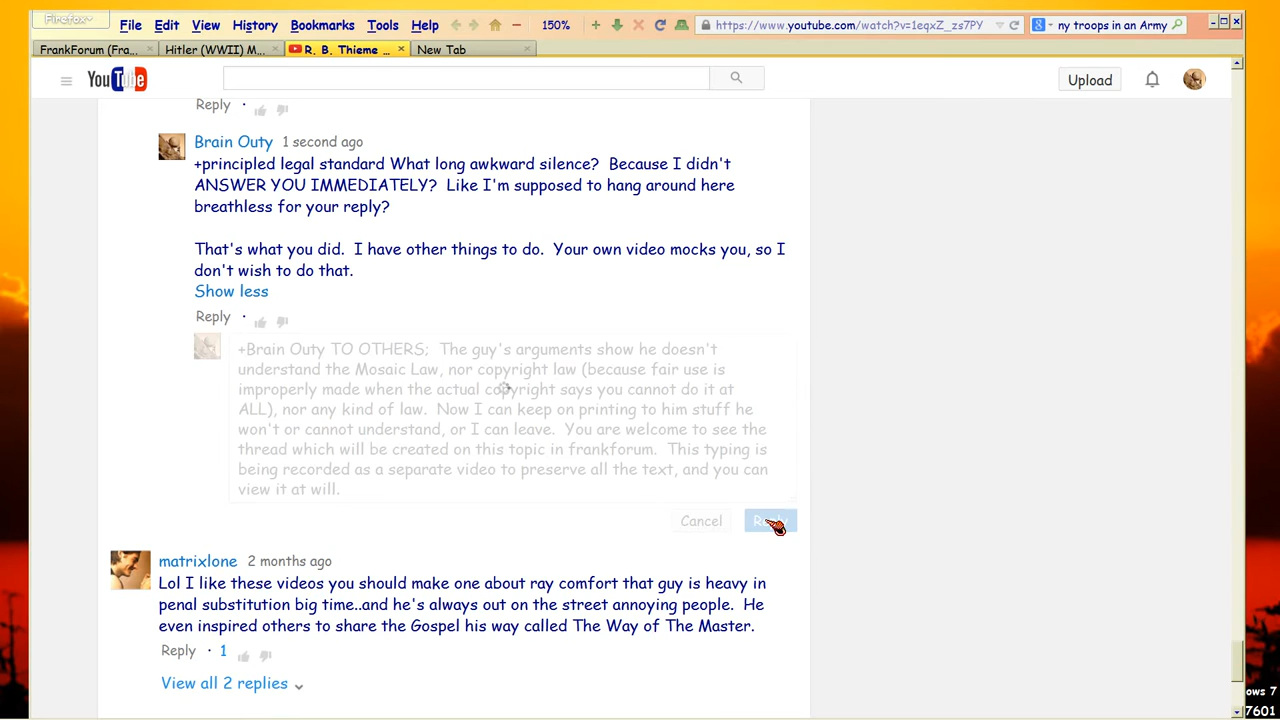 Firefox
File Edit View History Bookmarks Tools Help 150% https://www.youtube.com/watch?v=1eqxZ_zs7PY ny troops in an Army
FrankForum (Fra... Hitler (WWII) M... R. B. Thieme ... New Tab
YouTube Upload
Reply ·
Brain Outy 1 second ago
+principled legal standard What long awkward silence? Because I didn't
ANSWER YOU IMMEDIATELY? Like I'm supposed to hang around here
breathless for your reply?
That's what you did. I have other things to do. Your own video mocks you, so I
don't wish to do that.
Show less
Reply ·
+Brain Outy TO OTHERS; The guy's arguments show he doesn't
understand the Mosaic Law, nor copyright law (because fair use is
improperly made when the actual copyright says you cannot do it at
ALL), nor any kind of law. Now I can keep on printing to him stuff he
won't or cannot understand, or I can leave. You are welcome to see the
thread which will be created on this topic in frankforum. This typing is
being recorded as a separate video to preserve all the text, and you can
view it at will.
Cancel Reply
matrixlone 2 months ago
Lol I like these videos you should make one about ray comfort that guy is heavy in
penal substitution big time..and he's always out on the street annoying people. He
even inspired others to share the Gospel his way called The Way of The Master.
Reply · 1
View all 2 replies
ows 7
7601